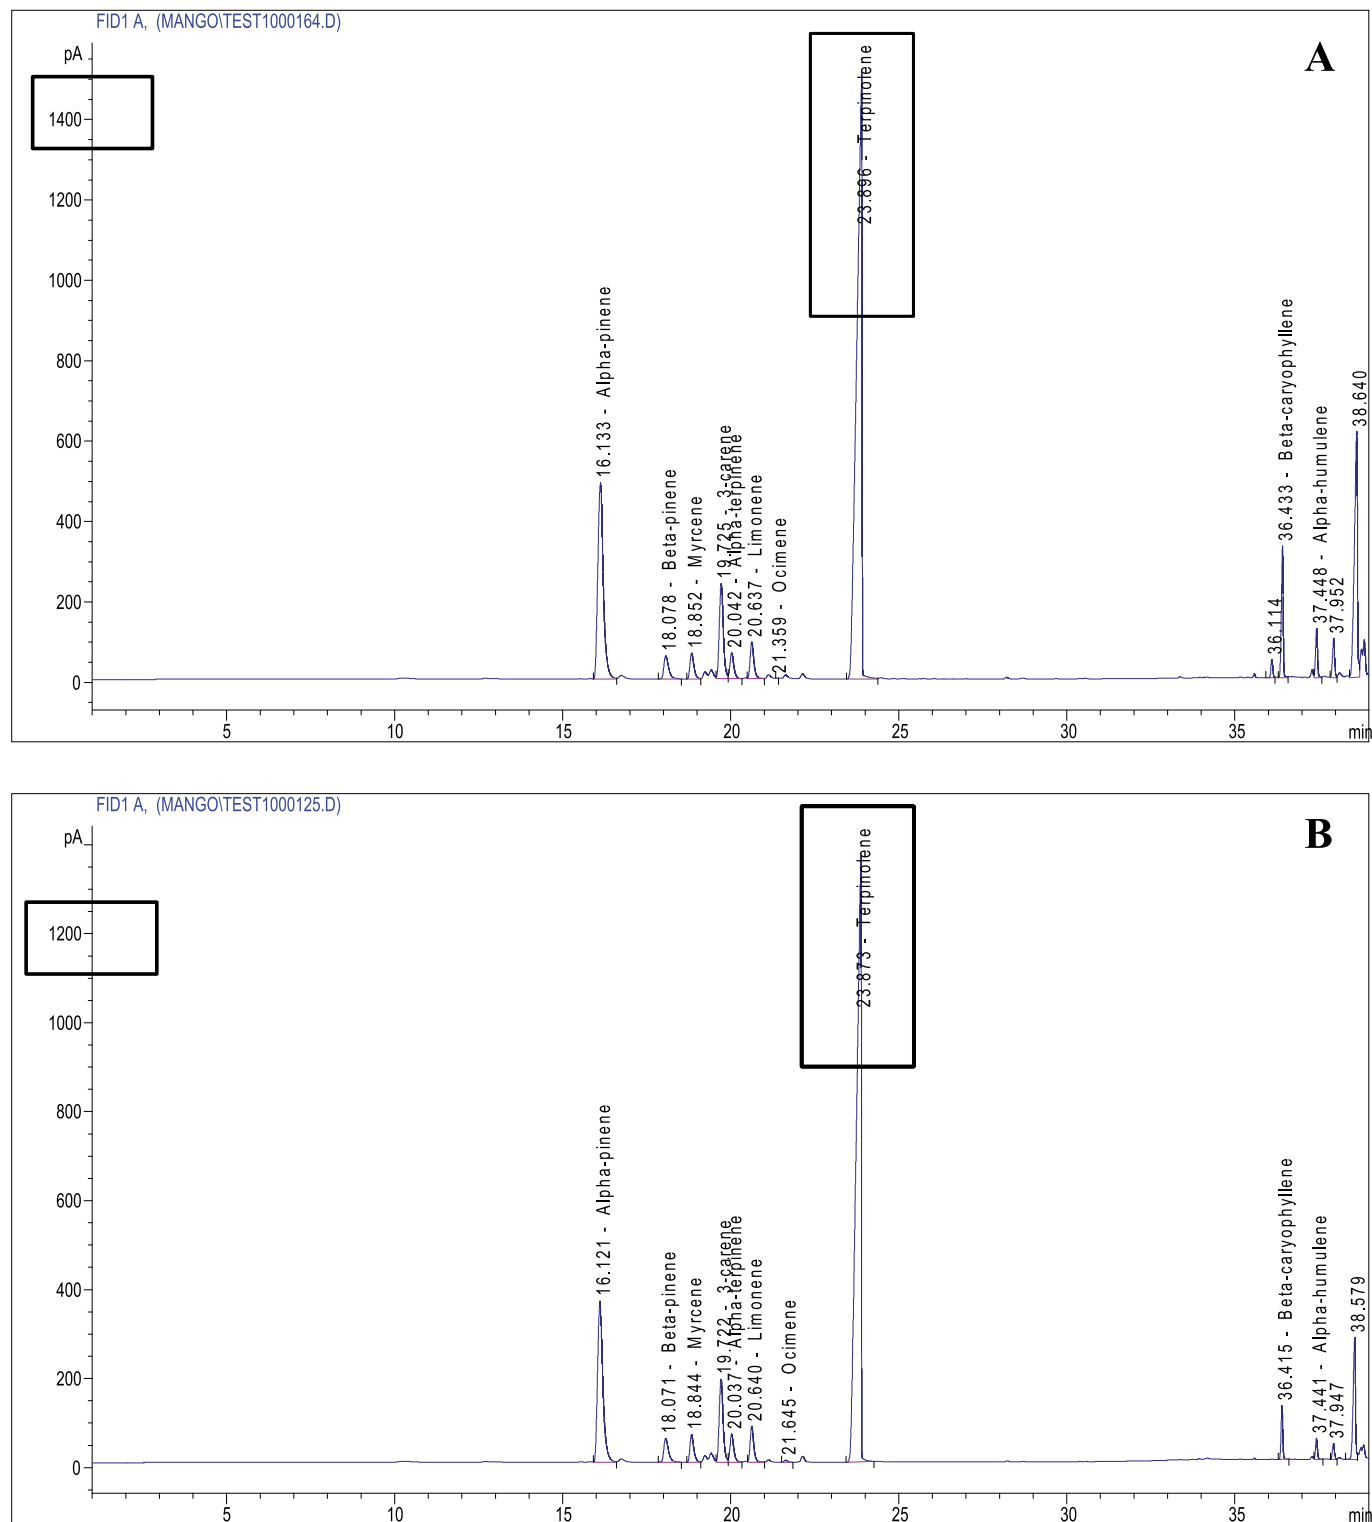 FID1 A, (MANGO\TEST1000164.D)
A
pA
1400
1200
1000
800
600
400
200
0
16.133 - Alpha-pinene
18.078 - Beta-pinene
18.852 - Myrcene
19.725 - 3-carene
20.042 - Alpha-terpinene
20.637 - Limonene
21.359 - Ocimene
23.896 - Terpinolene
36.114
36.433 - Beta-caryophyllene
37.448 - Alpha-humulene
37.952
38.640
5 10 15 20 25 30 35 min
FID1 A, (MANGO\TEST1000125.D)
B
pA
1200
1000
800
600
400
200
0
16.121 - Alpha-pinene
18.071 - Beta-pinene
18.844 - Myrcene
19.722 - 3-carene
20.037 - Alpha-terpinene
20.640 - Limonene
21.645 - Ocimene
23.873 - Terpinolene
36.415 - Beta-caryophyllene
37.441 - Alpha-humulene
37.947
38.579
5 10 15 20 25 30 35 min